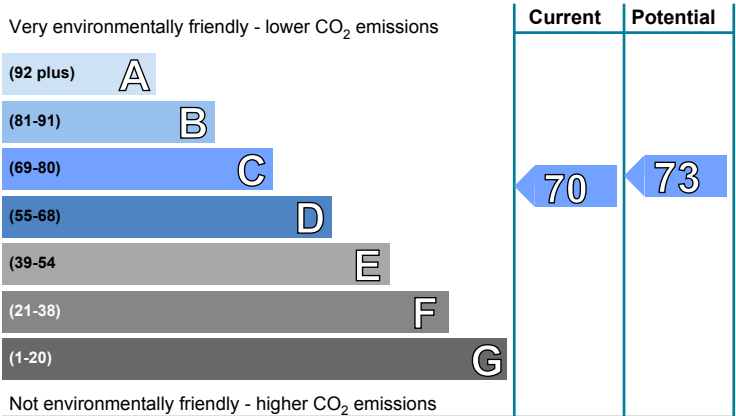 Very environmentally friendly - lower CO2 emissions
Current
Potential
(92 plus) A
(81-91) B
(69-80) C
(55-68) D
(39-54 E
(21-38) F
(1-20) G
70
73
Not environmentally friendly - higher CO2 emissions